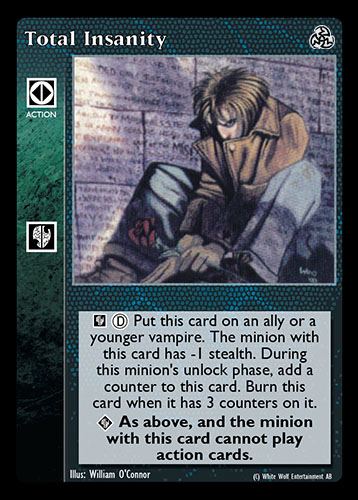 Total Insanity
ACTION
D Put this card on an ally or a
younger vampire. The minion with
this card has -1 stealth. During
this minion's unlock phase, add a
counter to this card. Burn this
card when it has 3 counters on it.
As above, and the minion
with this card cannot play
action cards.
Illus: William O'Connor
(C) White Wolf Entertainment AB